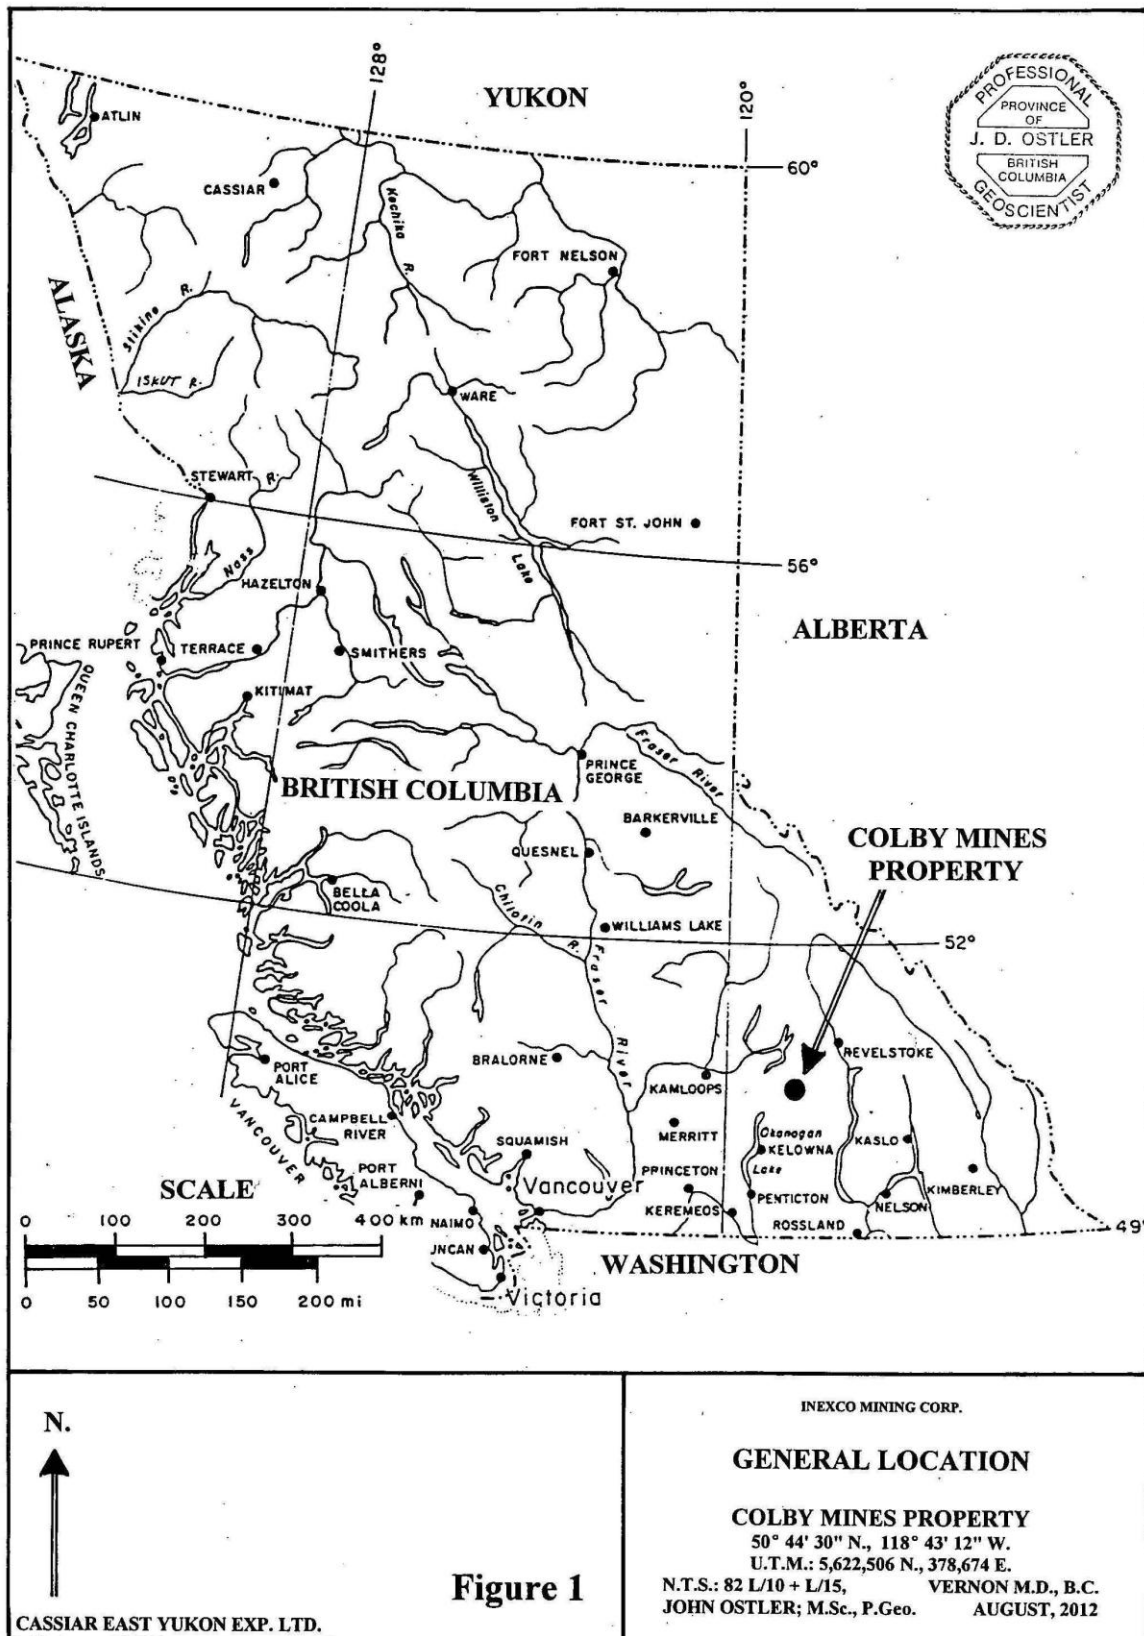 128°
YUKON
120°
PROFESSIONAL
PROVINCE
OF
J. D. OSTLER
BRITISH
COLUMBIA
GEOSCIENTIST
ATLIN
60°
CASSIAR
Kechika
R.
FORT NELSON
ALASKA
Stikine R.
ISKUT R.
WARE
STEWART
R.
Williston
Lake
FORT ST. JOHN
Nass
56°
HAZELTON
ALBERTA
PRINCE RUPERT
TERRACE
SMITHERS
QUEEN CHARLOTTE ISLANDS
KITIMAT
Fraser River
PRINCE
GEORGE
BRITISH COLUMBIA
BARKERVILLE
COLBY MINES
PROPERTY
QUESNEL
BELLA
COOLA
Chilotin
R.
WILLIAMS LAKE
52°
Fraser
River
REVELSTOKE
BRALORNE
PORT
ALICE
KAMLOOPS
VANCOUVER
CAMPBELL
RIVER
MERRITT
Okanagan
KELOWNA
Lake
KASLO
SQUAMISH
PORT
ALBERNI
PRINCETON
KIMBERLEY
SCALE
Vancouver
KEREMEOS
PENTICTON
NELSON
0 100 200 300 400 km
NAIMO
ROSSLAND
49°
JNCAN
WASHINGTON
0 50 100 150 200 mi
Victoria
N.
INEXCO MINING CORP.
GENERAL LOCATION
COLBY MINES PROPERTY
50° 44' 30" N., 118° 43' 12" W.
U.T.M.: 5,622,506 N., 378,674 E.
N.T.S.: 82 L/10 + L/15, VERNON M.D., B.C.
JOHN OSTLER; M.Sc., P.Geo. AUGUST, 2012
Figure 1
CASSIAR EAST YUKON EXP. LTD.